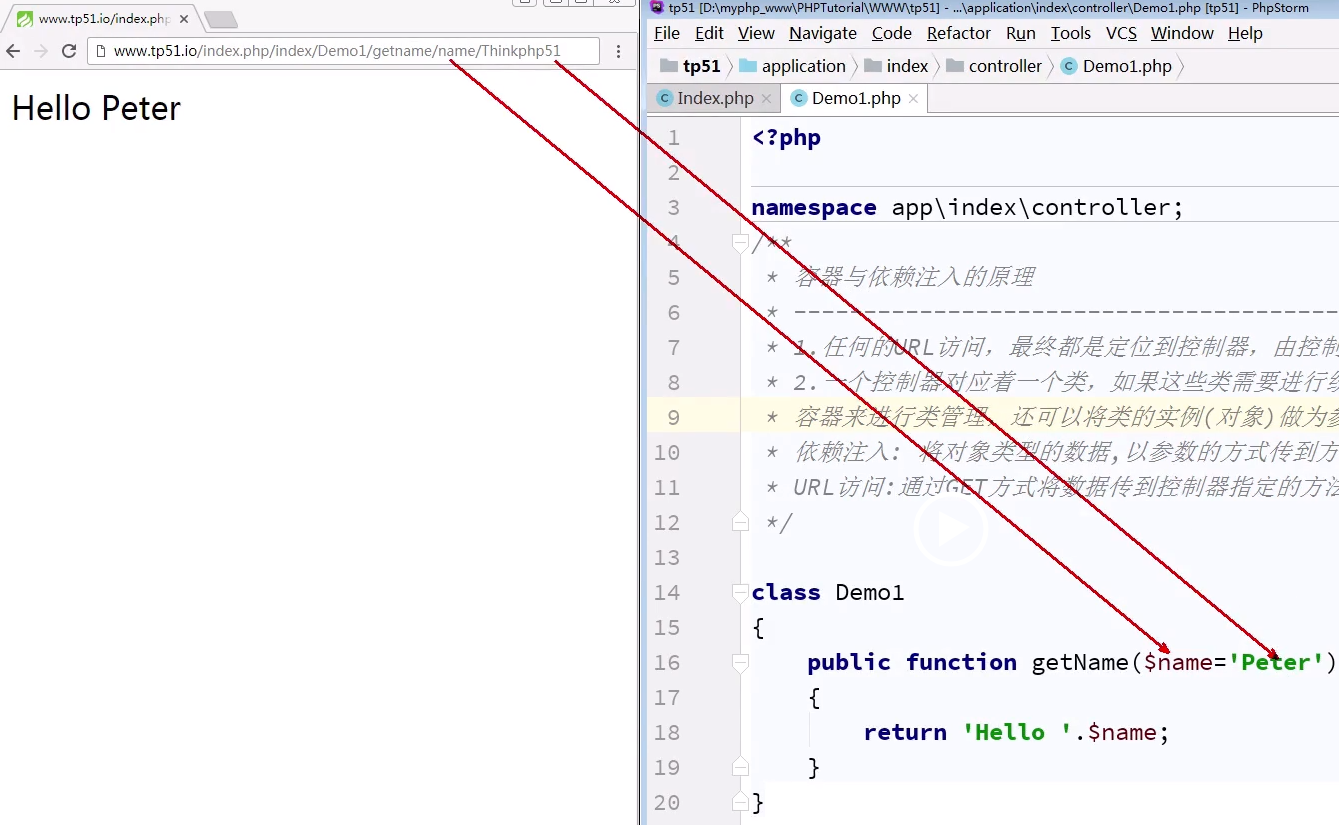 www.tp51.io/index.php
www.tp51.io/index.php/index/Demo1/getname/name/Thinkphp51
Hello Peter
tp51 [D:\myphp_www\PHPTutorial\WWW\tp51] - ...\application\index\controller\Demo1.php [tp51] - PhpStorm
File Edit View Navigate Code Refactor Run Tools VCS Window Help
tp51 application index controller Demo1.php
Index.php Demo1.php
1 <?php
2
3 namespace app\index\controller;
4 /**
5 * 容器与依赖注入的原理
6 * ----------------------------------------
7 * 1.任何的URL访问，最终都是定位到控制器，由控制
8 * 2.一个控制器对应着一个类，如果这些类需要进行
9 * 容器来进行类管理，还可以将类的实例(对象)做为参
10 * 依赖注入: 将对象类型的数据,以参数的方式传到方
11 * URL访问:通过GET方式将数据传到控制器指定的方法
12 */
13
14 class Demo1
15 {
16 public function getName($name='Peter')
17 {
18 return 'Hello '.$name;
19 }
20 }